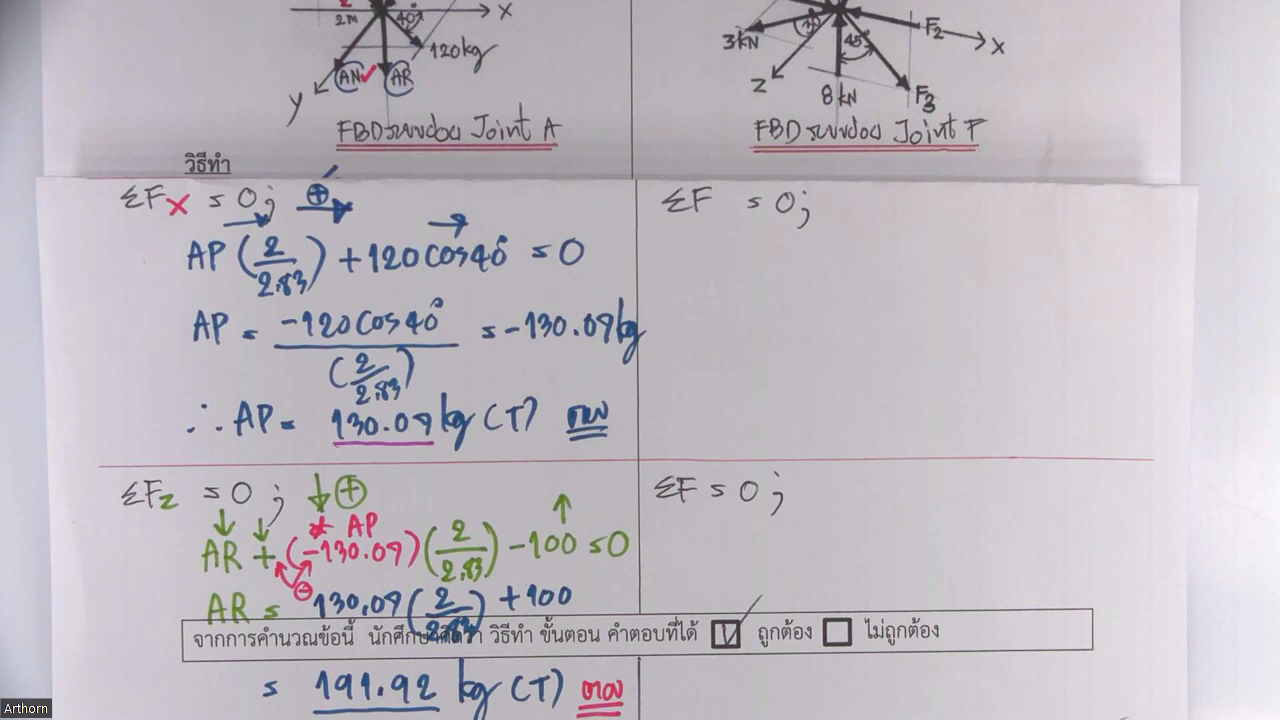 X
2M
40°
120kg
AN
AR
y
FBDระบบของ Joint A
3kN
30
45
F2
X
Z
8 kN
F3
FBDระบบของ Joint F
วิธีทำ
ΣFx = 0; +
AP (2/2.83) + 120cos40° = 0
AP = -120cos40° / (2/2.83) = -130.09kg
∴ AP = 130.09 kg (T) ตอบ
ΣFz = 0 ; +
AP
AR + (-130.09)(2/2.83) - 100 = 0
AR = 130.09(2/2.83) + 100
จากการคำนวณข้อนี้ นักศึกษาคิดว่า วิธีทำ ขั้นตอน คำตอบที่ได้ ถูกต้อง ไม่ถูกต้อง
= 191.92 kg (T) ตอบ
ΣF = 0;
ΣF = 0 ;
Arthorn